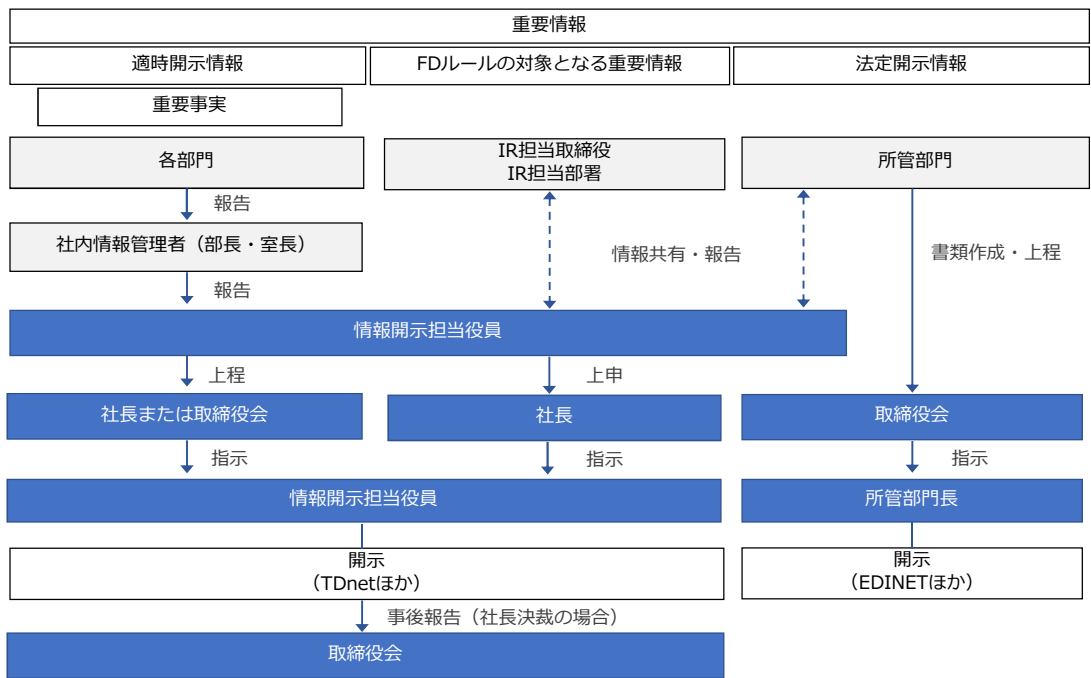 重要情報
適時開示情報
FDルールの対象となる重要情報
法定開示情報
重要事実
各部門
IR担当取締役
IR担当部署
所管部門
報告
社内情報管理者（部長・室長）
情報共有・報告
書類作成・上程
報告
情報開示担当役員
上程
上申
社長または取締役会
社長
取締役会
指示
指示
指示
情報開示担当役員
所管部門長
開示
（TDnetほか）
開示
（EDINETほか）
事後報告（社長決裁の場合）
取締役会